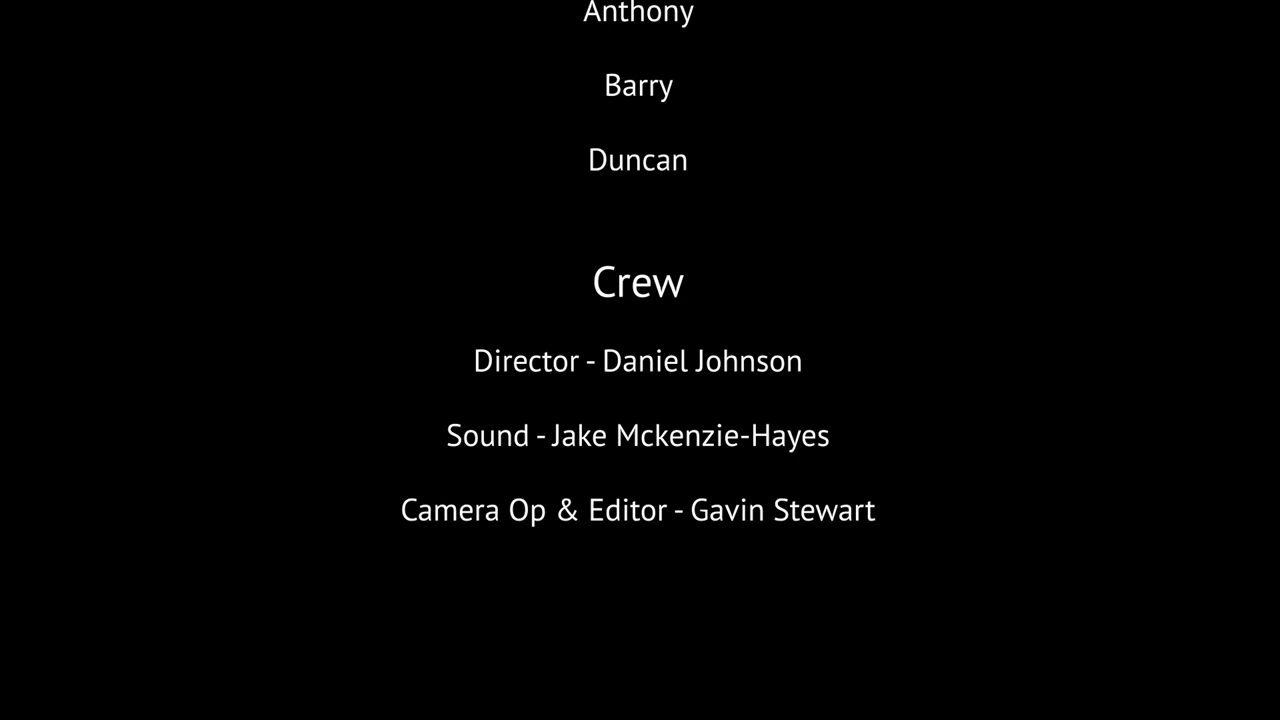 Anthony
Barry
Duncan
Crew
Director - Daniel Johnson
Sound - Jake Mckenzie-Hayes
Camera Op & Editor - Gavin Stewart